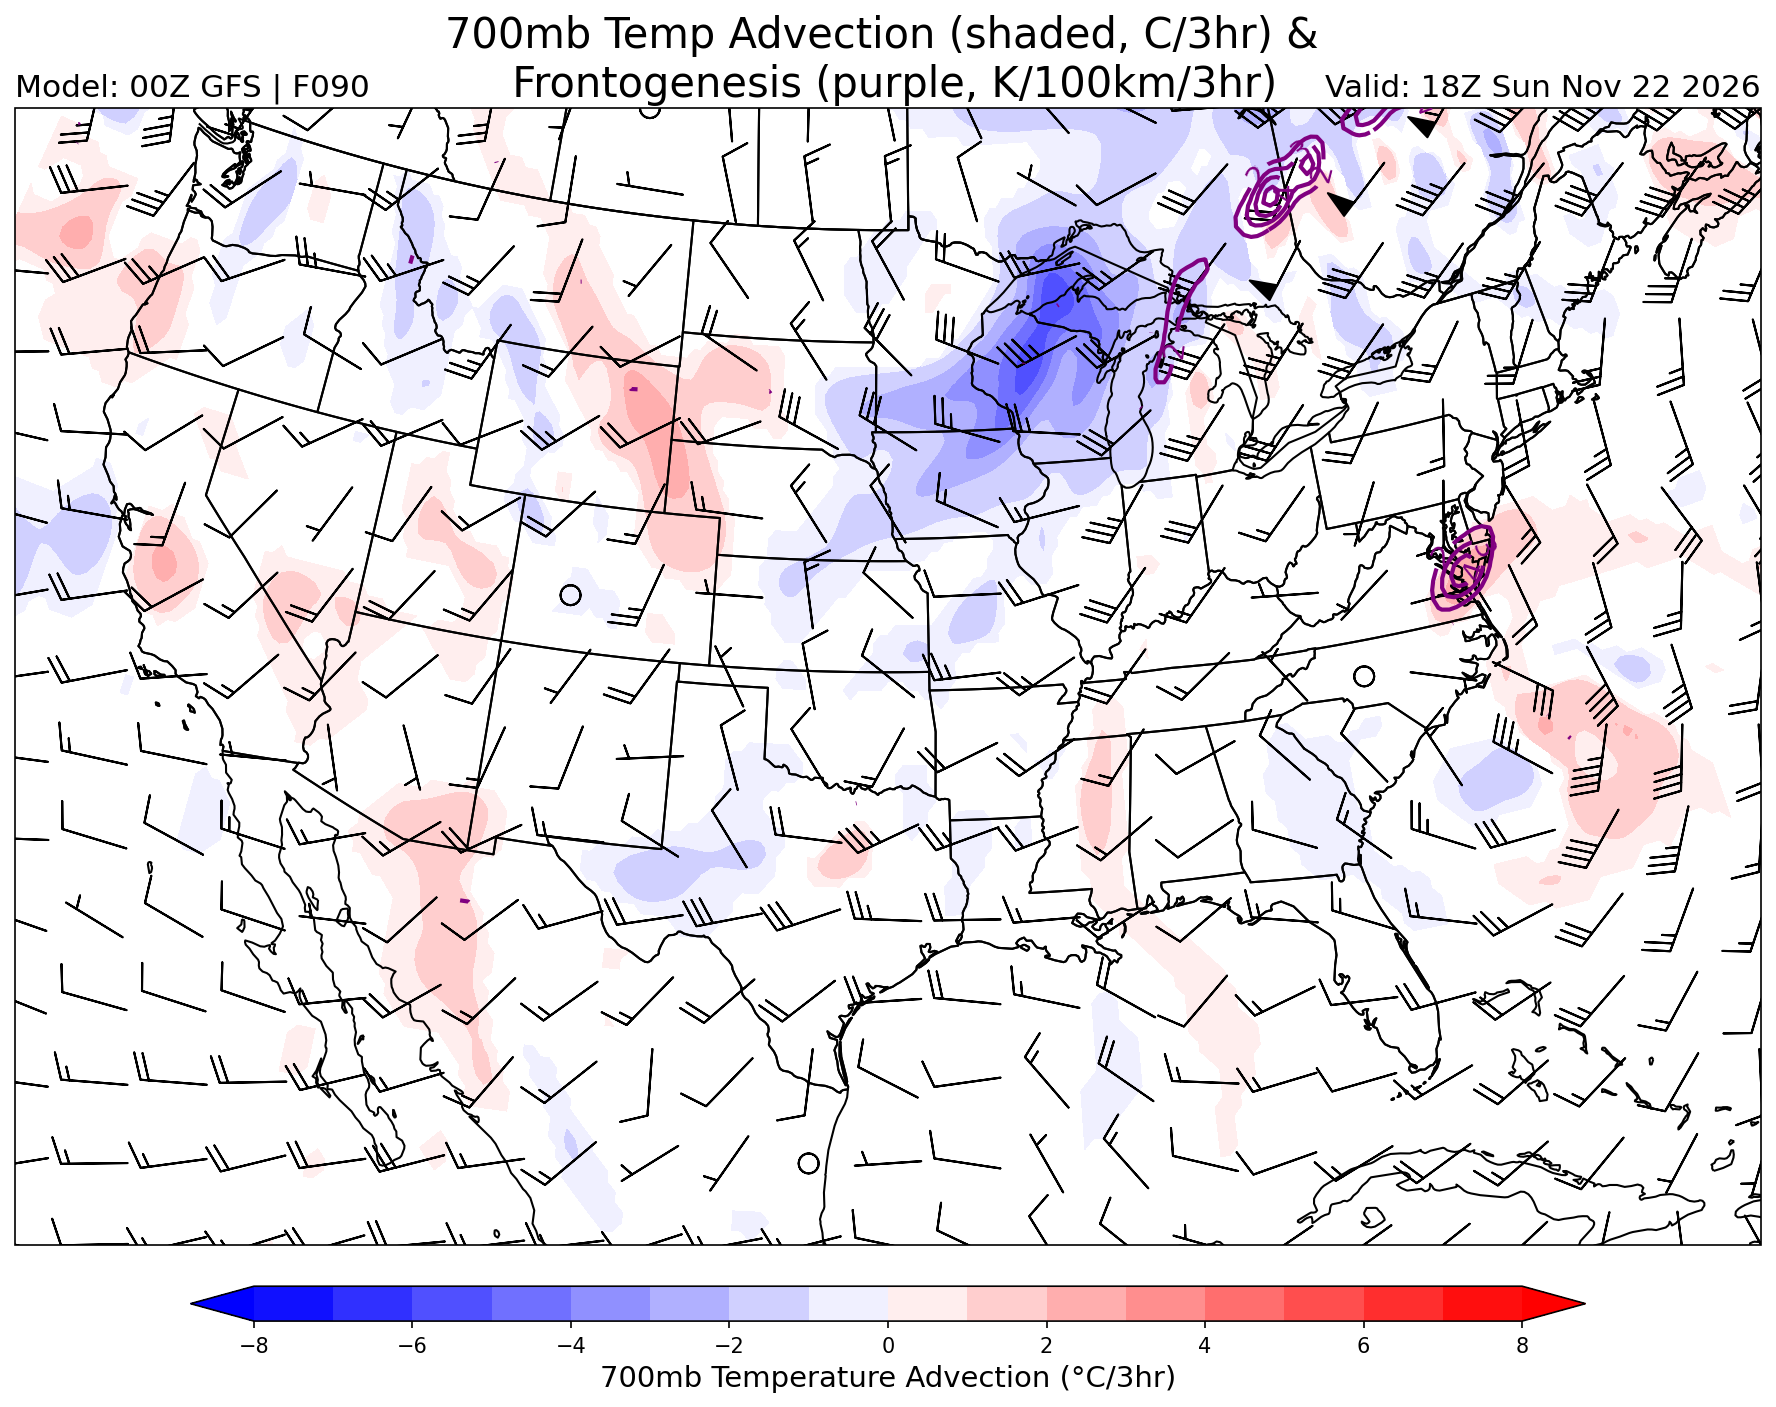 700mb Temp Advection (shaded, C/3hr) &
Model: 00Z GFS | F090
Frontogenesis (purple, K/100km/3hr)
Valid: 18Z Sun Nov 22 2026
−8 −6 −4 −2 0 2 4 6 8
700mb Temperature Advection (°C/3hr)